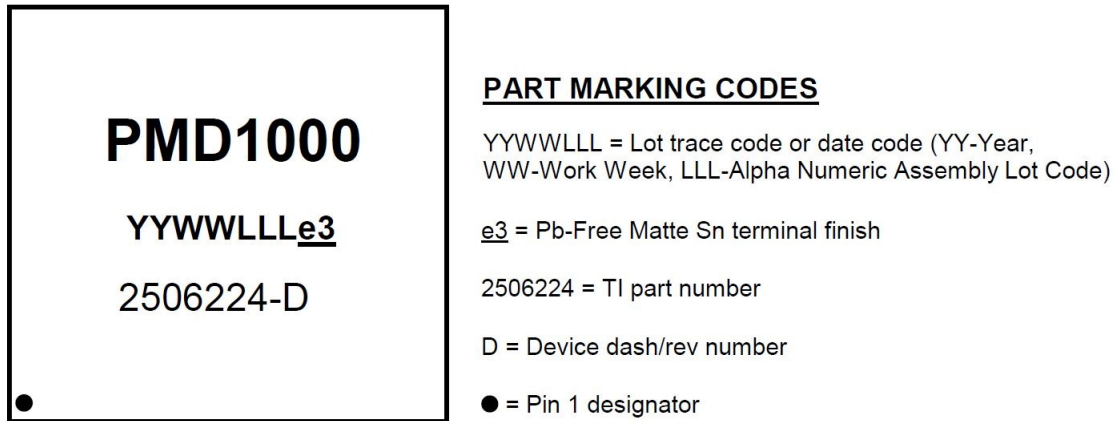 PMD1000
YYWWLLLe3
2506224-D
PART MARKING CODES
YYWWLLL = Lot trace code or date code (YY-Year,
WW-Work Week, LLL-Alpha Numeric Assembly Lot Code)
e3 = Pb-Free Matte Sn terminal finish
2506224 = TI part number
D = Device dash/rev number
● = Pin 1 designator